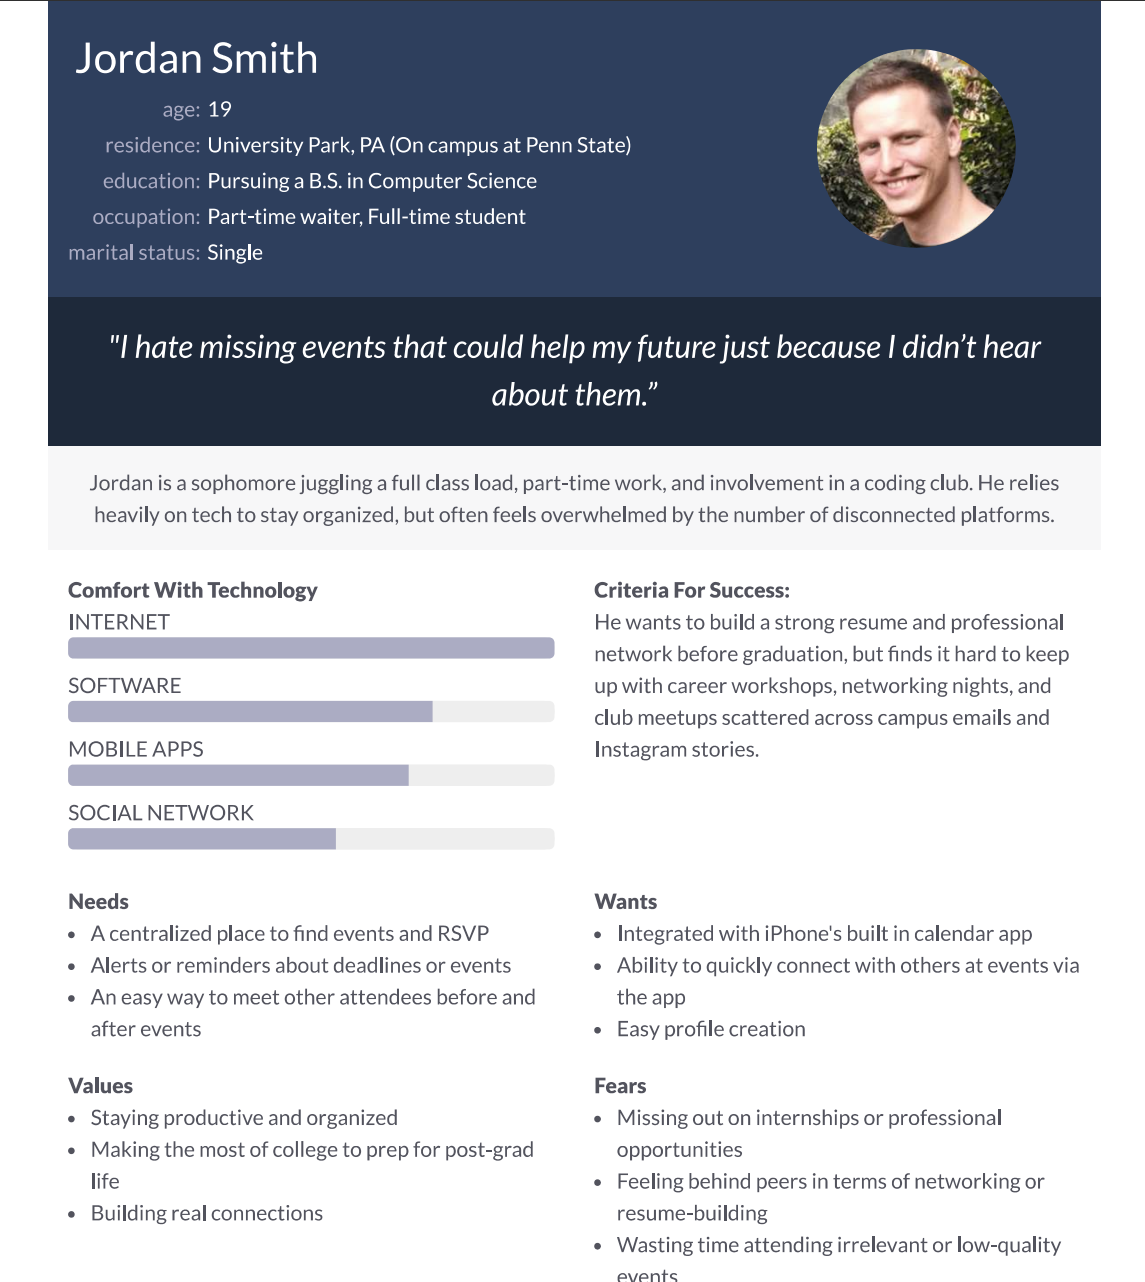 Jordan Smith
age: 19
residence: University Park, PA (On campus at Penn State)
education: Pursuing a B.S. in Computer Science
occupation: Part-time waiter, Full-time student
marital status: Single
"I hate missing events that could help my future just because I didn’t hear
about them.”
Jordan is a sophomore juggling a full class load, part-time work, and involvement in a coding club. He relies
heavily on tech to stay organized, but often feels overwhelmed by the number of disconnected platforms.
Comfort With Technology
INTERNET
SOFTWARE
MOBILE APPS
SOCIAL NETWORK
Criteria For Success:
He wants to build a strong resume and professional
network before graduation, but finds it hard to keep
up with career workshops, networking nights, and
club meetups scattered across campus emails and
Instagram stories.
Needs
• A centralized place to find events and RSVP
• Alerts or reminders about deadlines or events
• An easy way to meet other attendees before and
after events
Wants
• Integrated with iPhone's built in calendar app
• Ability to quickly connect with others at events via
the app
• Easy profile creation
Values
• Staying productive and organized
• Making the most of college to prep for post-grad
life
• Building real connections
Fears
• Missing out on internships or professional
opportunities
• Feeling behind peers in terms of networking or
resume-building
• Wasting time attending irrelevant or low-quality
events